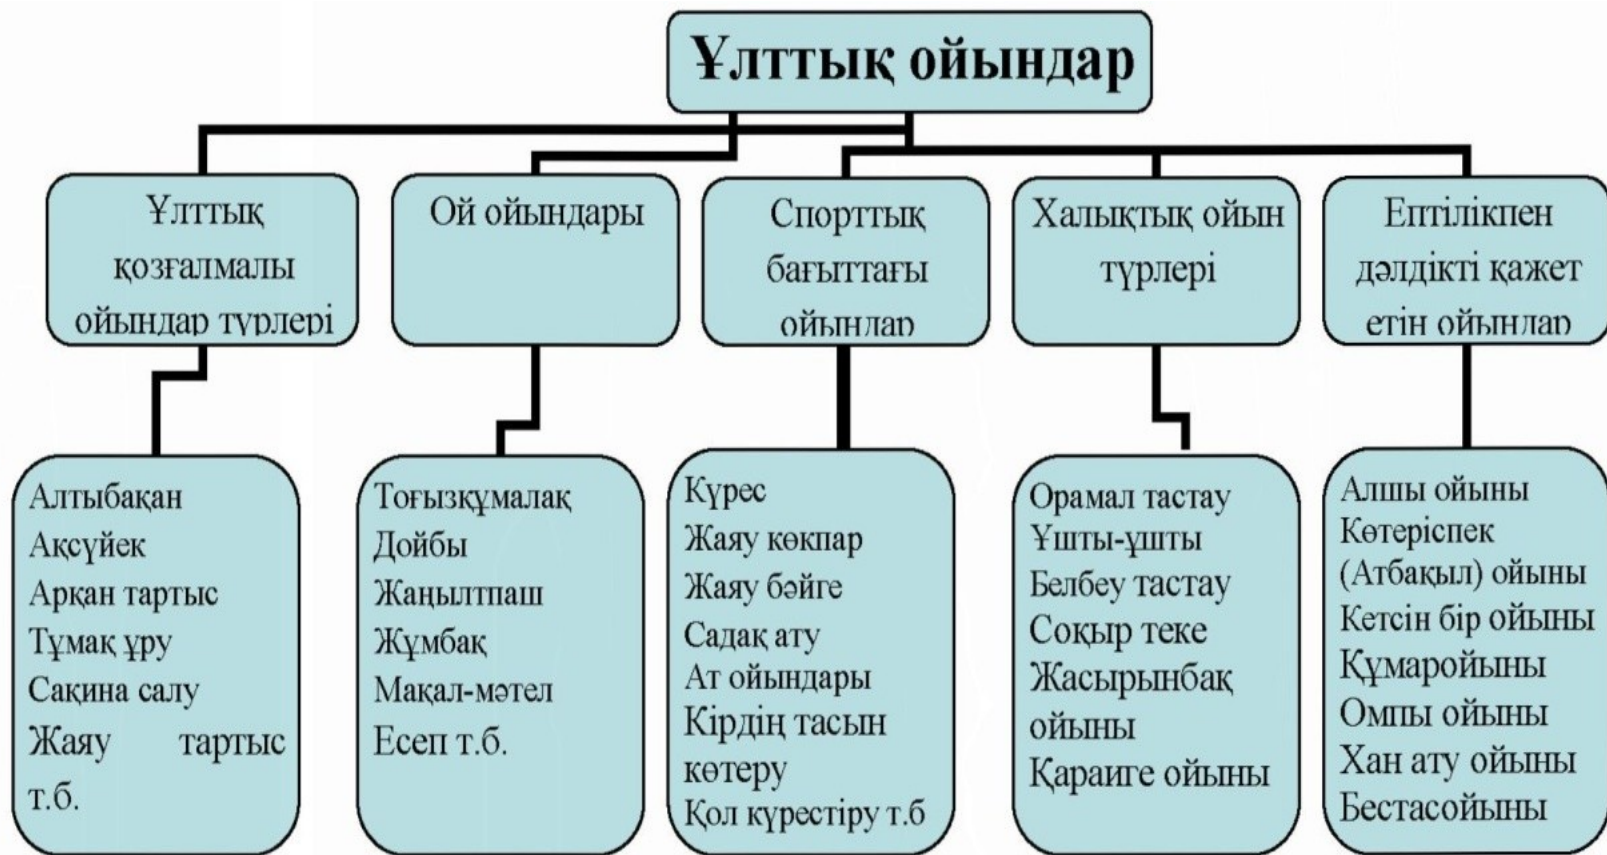 Ұлттық ойындар
Ұлттық
қозғалмалы
ойындар түрлері
Ой ойындары
Спорттық
бағыттағы
ойындар
Халықтық ойын
түрлері
Ептілікпен
дәлдікті қажет
етін ойындар
Алтыбақан
Ақсүйек
Арқан тартыс
Тұмақ ұру
Сақина салу
Жаяу тартыс
т.б.
Тоғызқұмалақ
Дойбы
Жаңылтпаш
Жұмбақ
Мақал-мәтел
Есеп т.б.
Күрес
Жаяу көкпар
Жаяу бәйге
Садақ ату
Ат ойындары
Кірдің тасын
көтеру
Қол күрестіру т.б
Орамал тастау
Ұшты-ұшты
Белбеу тастау
Соқыр теке
Жасырынбақ
ойыны
Қараиге ойыны
Алшы ойыны
Көтеріспек
(Атбақыл) ойыны
Кетсін бір ойыны
Құмаройыны
Омпы ойыны
Хан ату ойыны
Бестасойыны